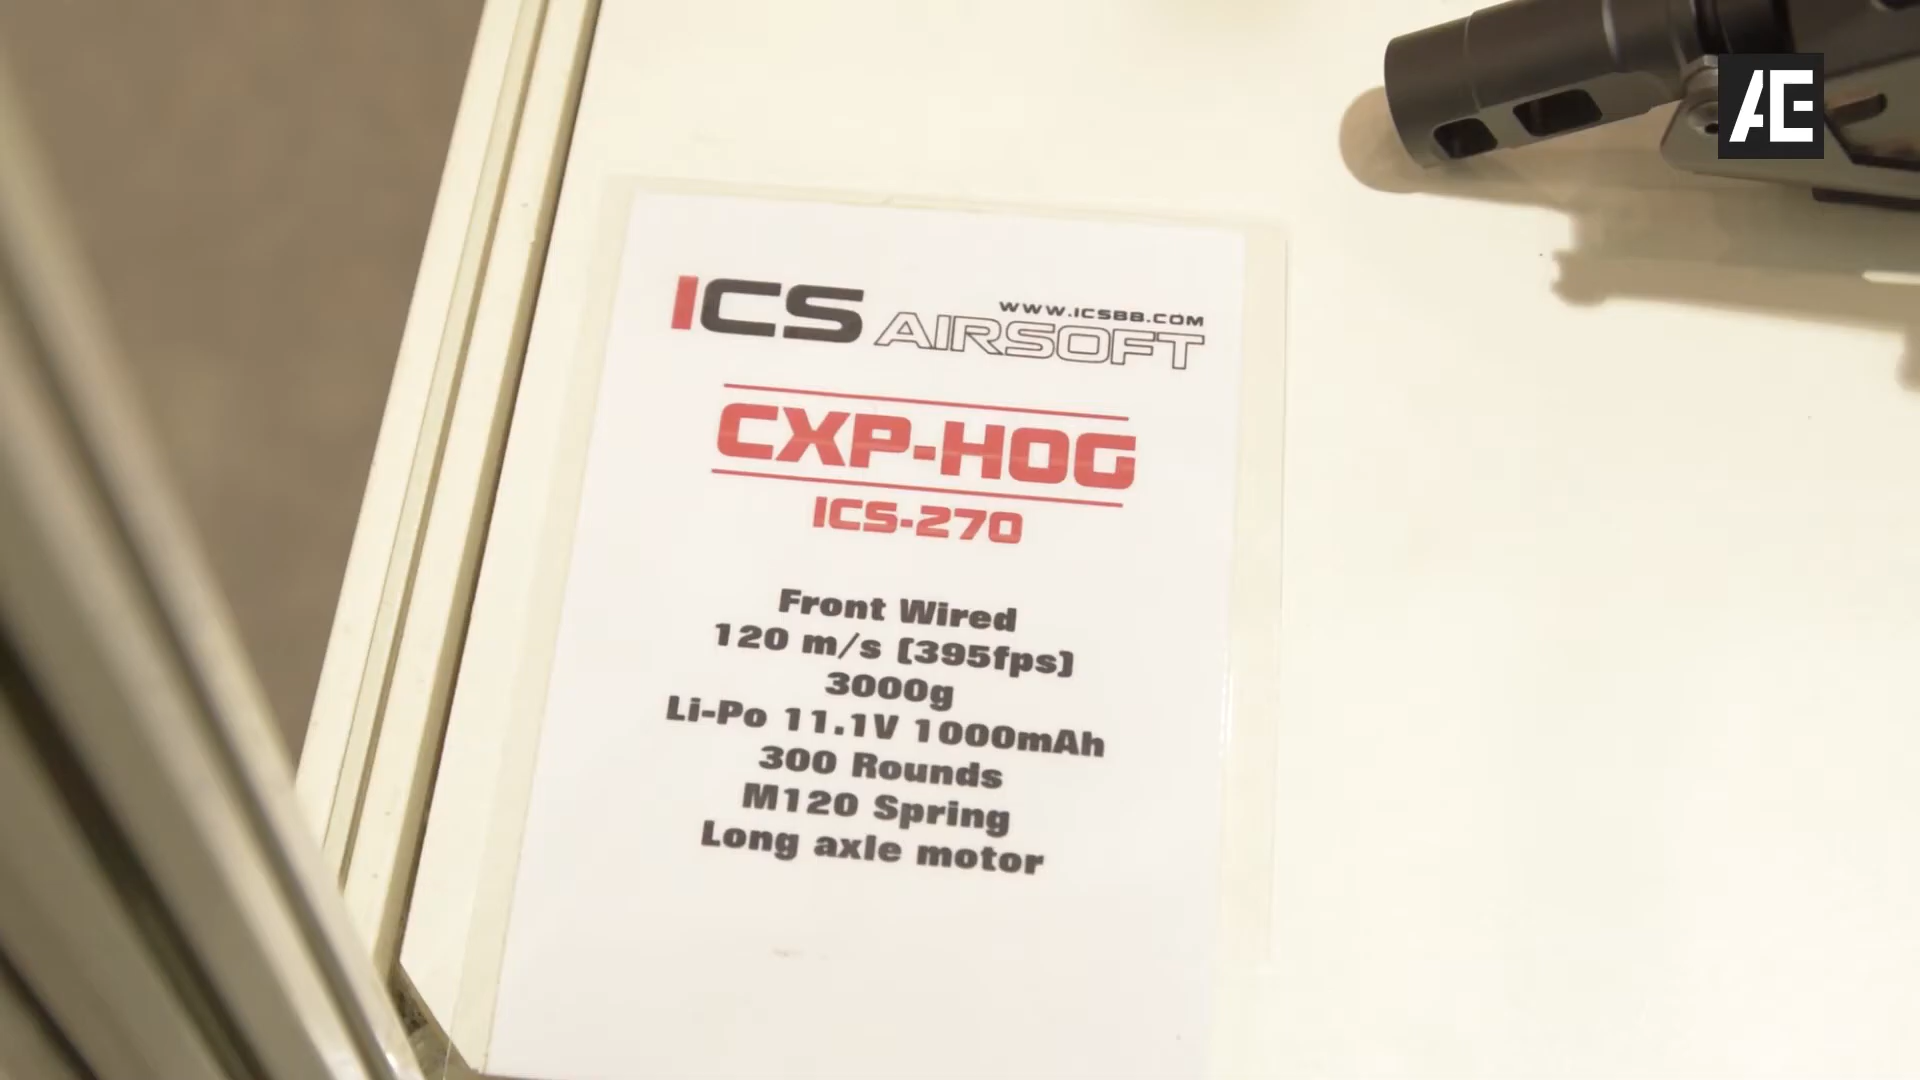 AE
ICS AIRSOFT
WWW.ICSBB.COM
CXP-HOG
ICS-270
Front Wired
120 m/s (395fps)
3000g
Li-Po 11.1V 1000mAh
300 Rounds
M120 Spring
Long axle motor